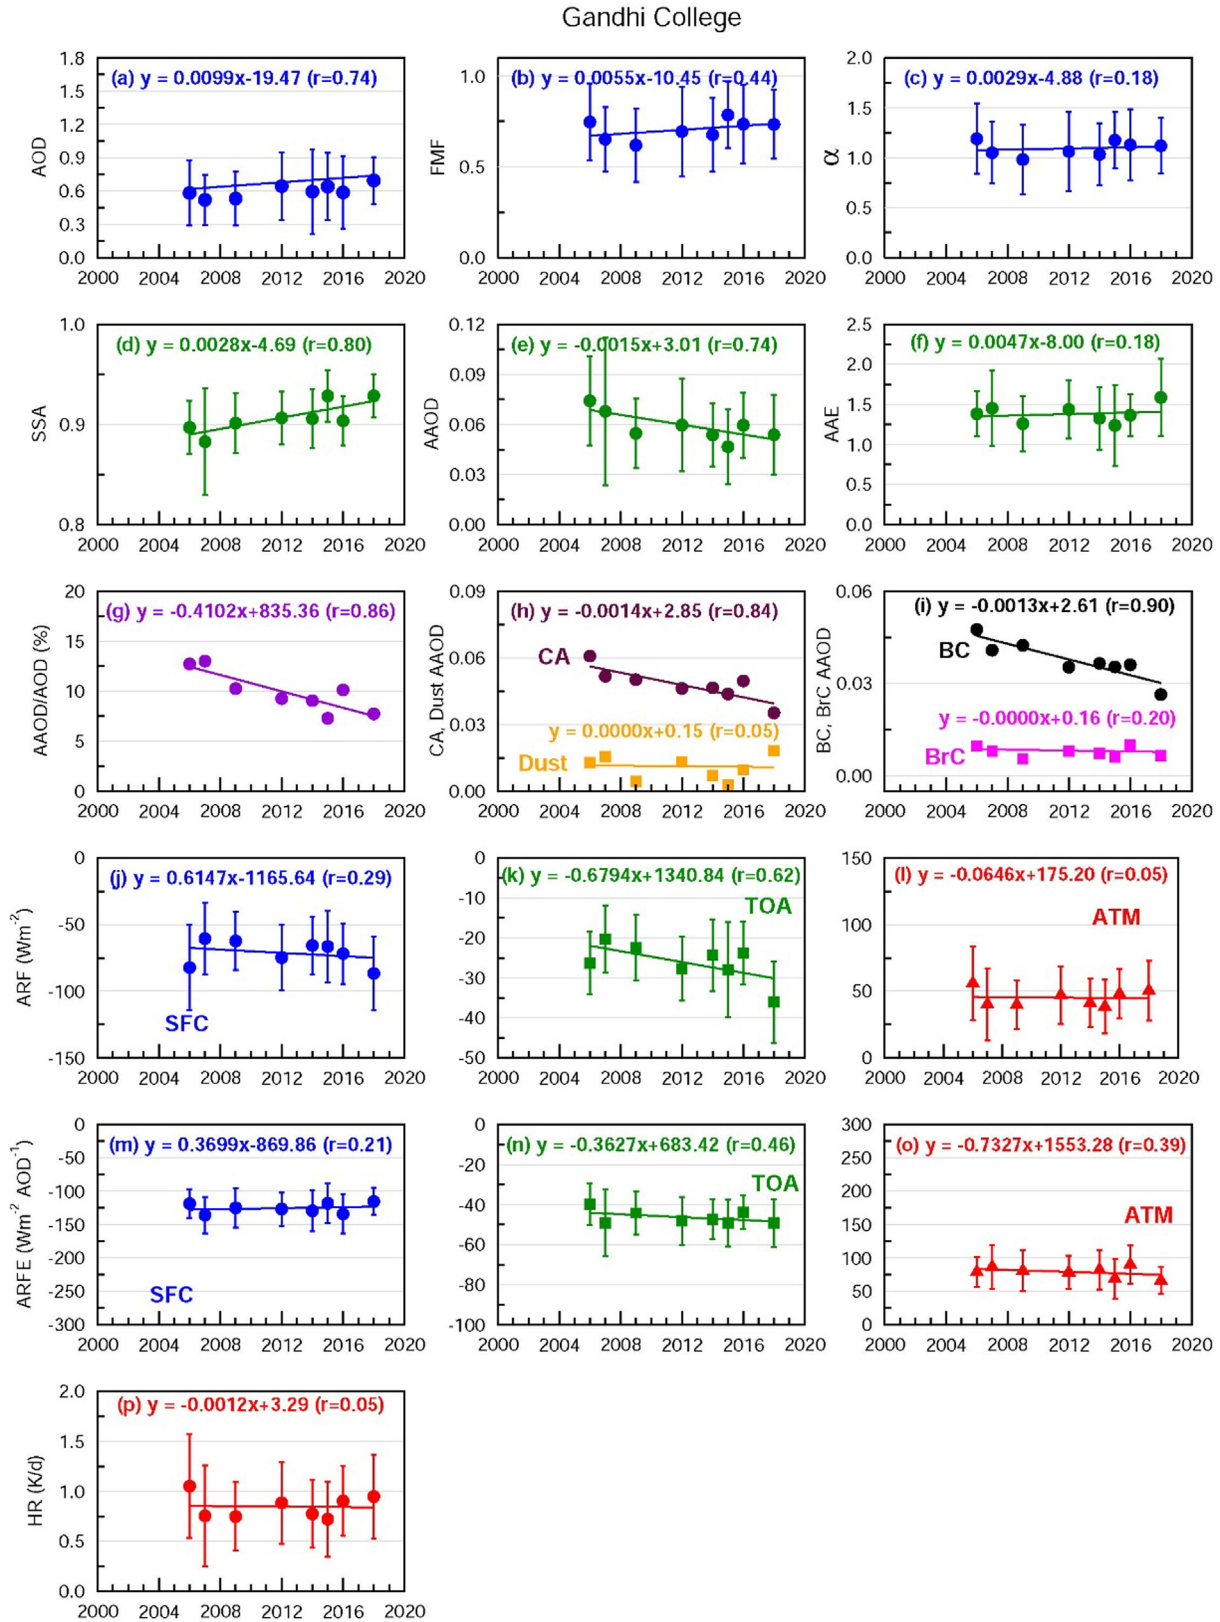 Gandhi College
(a) y = 0.0099x-19.47 (r=0.74)
AOD
1.8
1.5
1.2
0.9
0.6
0.3
0.0
2000 2004 2008 2012 2016 2020
(b) y = 0.0055x-10.45 (r=0.44)
FMF
1.0
0.5
0.0
2000 2004 2008 2012 2016 2020
(c) y = 0.0029x-4.88 (r=0.18)
α
2.0
1.5
1.0
0.5
0.0
2000 2004 2008 2012 2016 2020
(d) y = 0.0028x-4.69 (r=0.80)
SSA
1.0
0.9
0.8
2000 2004 2008 2012 2016 2020
(e) y = -0.0015x+3.01 (r=0.74)
AAOD
0.12
0.09
0.06
0.03
0.00
2000 2004 2008 2012 2016 2020
(f) y = 0.0047x-8.00 (r=0.18)
AAE
2.5
2.0
1.5
1.0
0.5
0.0
2000 2004 2008 2012 2016 2020
(g) y = -0.4102x+835.36 (r=0.86)
AAOD/AOD (%)
20
15
10
5
0
2000 2004 2008 2012 2016 2020
(h) y = -0.0014x+2.85 (r=0.84)
CA
y = 0.0000x+0.15 (r=0.05)
Dust
CA, Dust AAOD
0.09
0.06
0.03
0.00
2000 2004 2008 2012 2016 2020
(i) y = -0.0013x+2.61 (r=0.90)
BC
y = -0.0000x+0.16 (r=0.20)
BrC
BC, BrC AAOD
0.06
0.03
0.00
2000 2004 2008 2012 2016 2020
(j) y = 0.6147x-1165.64 (r=0.29)
SFC
ARF (Wm⁻²)
0
-50
-100
-150
2000 2004 2008 2012 2016 2020
(k) y = -0.6794x+1340.84 (r=0.62)
TOA
0
-10
-20
-30
-40
-50
2000 2004 2008 2012 2016 2020
(l) y = -0.0646x+175.20 (r=0.05)
ATM
150
100
50
0
2000 2004 2008 2012 2016 2020
(m) y = 0.3699x-869.86 (r=0.21)
SFC
ARFE (Wm⁻² AOD⁻¹)
0
-50
-100
-150
-200
-250
-300
2000 2004 2008 2012 2016 2020
(n) y = -0.3627x+683.42 (r=0.46)
TOA
0
-20
-40
-60
-80
-100
2000 2004 2008 2012 2016 2020
(o) y = -0.7327x+1553.28 (r=0.39)
ATM
300
250
200
150
100
50
0
2000 2004 2008 2012 2016 2020
(p) y = -0.0012x+3.29 (r=0.05)
HR (K/d)
2.0
1.5
1.0
0.5
0.0
2000 2004 2008 2012 2016 2020